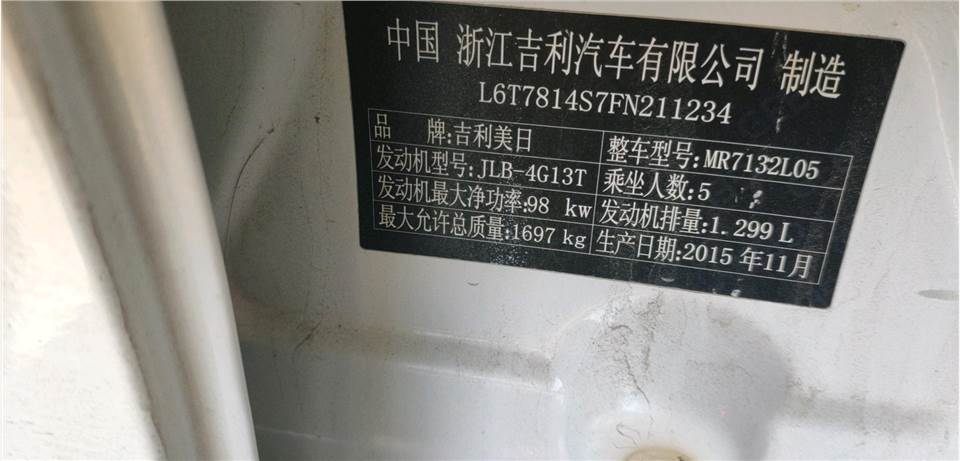 中国 浙江吉利汽车有限公司 制造
L6T7814S7FN211234
品 牌:吉利美日 整车型号:MR7132L05
发动机型号:JLB-4G13T 乘坐人数:5
发动机最大净功率:98 kw 发动机排量:1.299 L
最大允许总质量:1697 kg 生产日期:2015 年11月